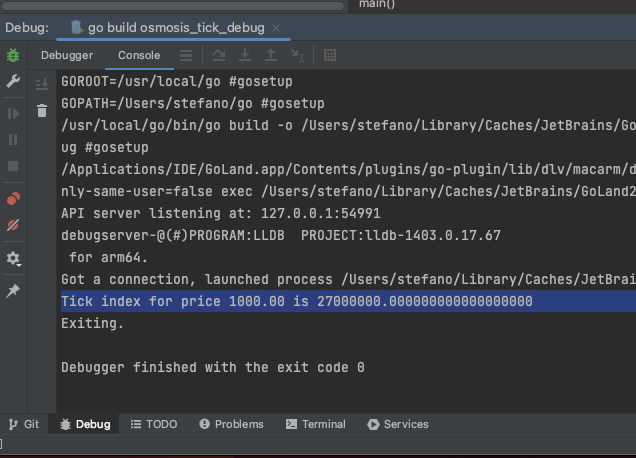 main()
Debug: go build osmosis_tick_debug
Debugger Console
GOROOT=/usr/local/go #gosetup
GOPATH=/Users/stefano/go #gosetup
/usr/local/go/bin/go build -o /Users/stefano/Library/Caches/JetBrains/Go
ug #gosetup
/Applications/IDE/GoLand.app/Contents/plugins/go-plugin/lib/dlv/macarm/d
nly-same-user=false exec /Users/stefano/Library/Caches/JetBrains/GoLand2
API server listening at: 127.0.0.1:54991
debugserver-@(#)PROGRAM:LLDB  PROJECT:lldb-1403.0.17.67
 for arm64.
Got a connection, launched process /Users/stefano/Library/Caches/JetBrai
Tick index for price 1000.00 is 27000000.000000000000000000
Exiting.
Debugger finished with the exit code 0
Git Debug TODO Problems Terminal Services